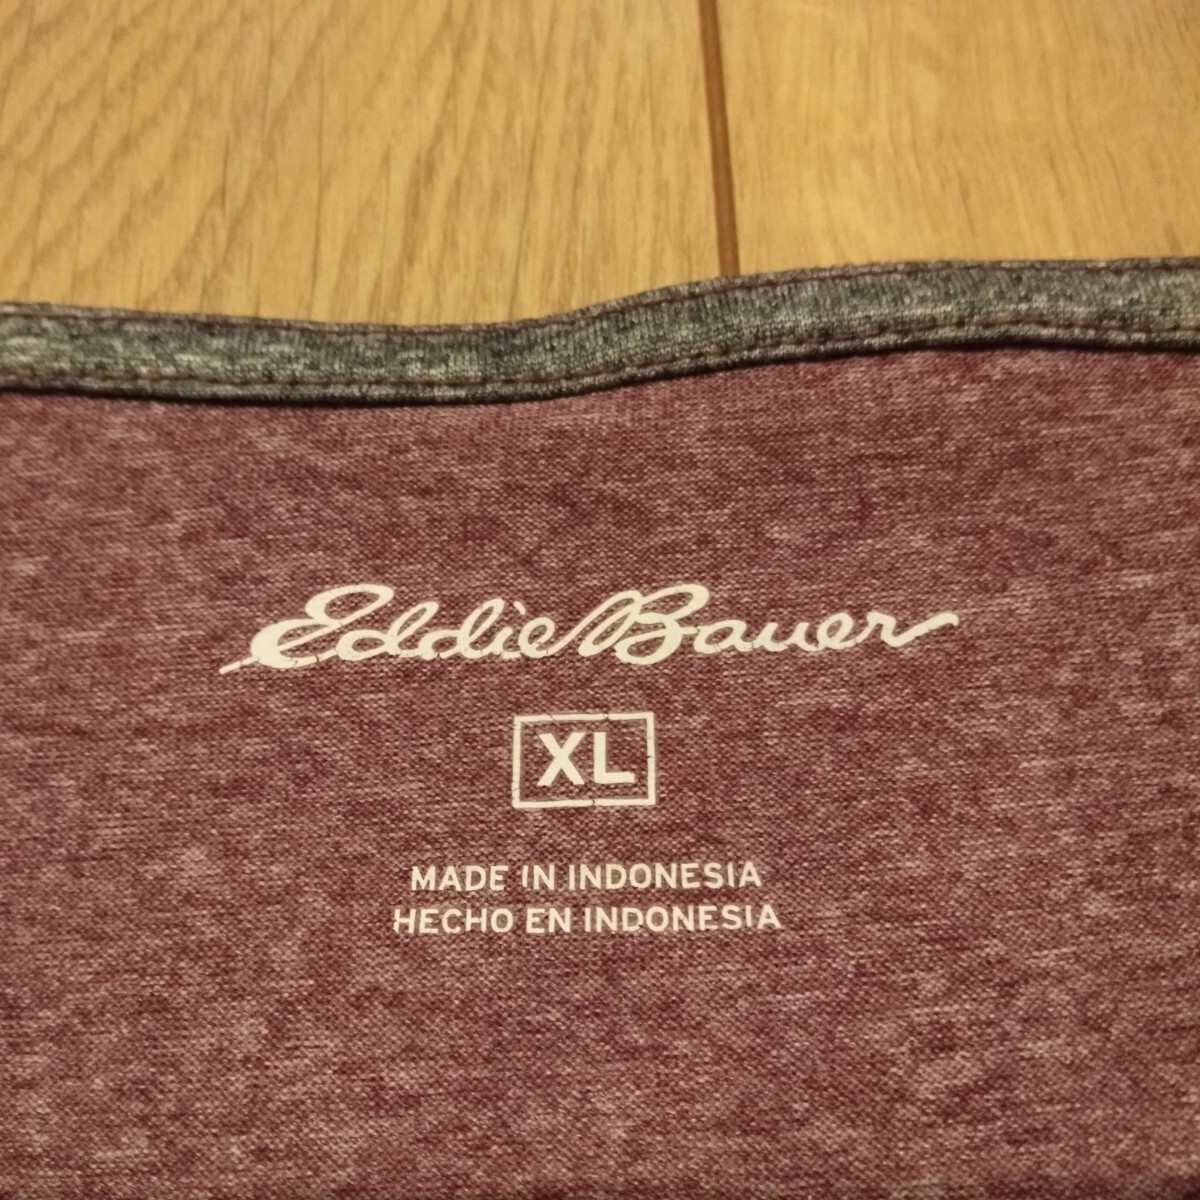 Eddie Bauer
XL
MADE IN INDONESIA
HECHO EN INDONESIA